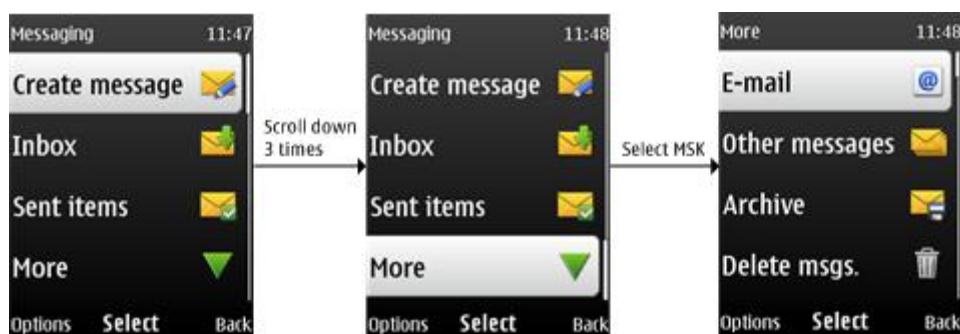 Messaging 11:47
Create message
Inbox
Sent items
More
Options Select Back
Scroll down
3 times
Messaging 11:48
Create message
Inbox
Sent items
More
Options Select Back
Select MSK
More 11:48
E-mail
@
Other messages
Archive
Delete msgs.
Options Select Back